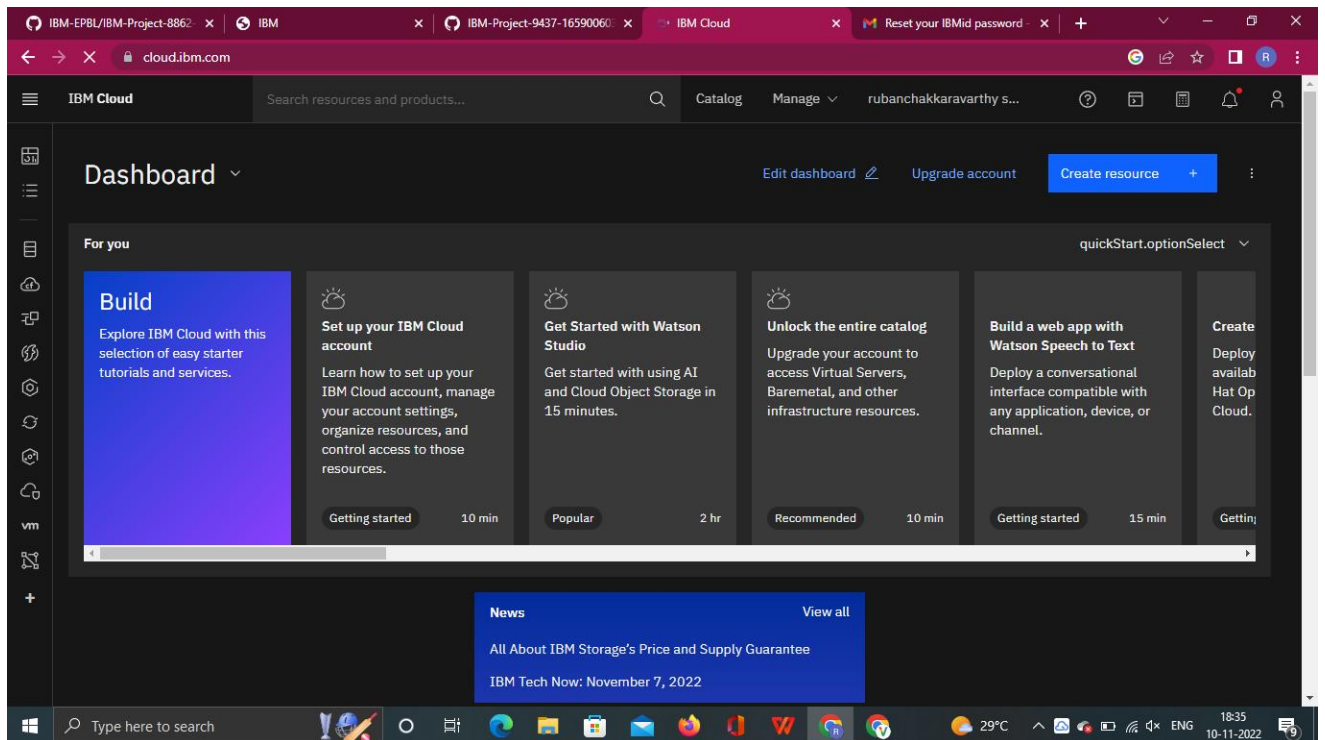 IBM-EPBL/IBM-Project-8862-
IBM
IBM-Project-9437-16590060
IBM Cloud
Reset your IBMid password -
cloud.ibm.com
R
IBM Cloud
Search resources and products...
Catalog
Manage
rubanchakkaravarthy s...
Dashboard
Edit dashboard
Upgrade account
Create resource +
For you
quickStart.optionSelect
Build
Explore IBM Cloud with this
selection of easy starter
tutorials and services.
Set up your IBM Cloud
account
Learn how to set up your
IBM Cloud account, manage
your account settings,
organize resources, and
control access to those
resources.
Getting started
10 min
Get Started with Watson
Studio
Get started with using AI
and Cloud Object Storage in
15 minutes.
Popular
2 hr
Unlock the entire catalog
Upgrade your account to
access Virtual Servers,
Baremetal, and other
infrastructure resources.
Recommended
10 min
Build a web app with
Watson Speech to Text
Deploy a conversational
interface compatible with
any application, device, or
channel.
Getting started
15 min
Create
Deploy
availab
Hat Op
Cloud.
Getting
cf
vm
News
View all
All About IBM Storage's Price and Supply Guarantee
IBM Tech Now: November 7, 2022
Type here to search
29°C
ENG
18:35
10-11-2022
9